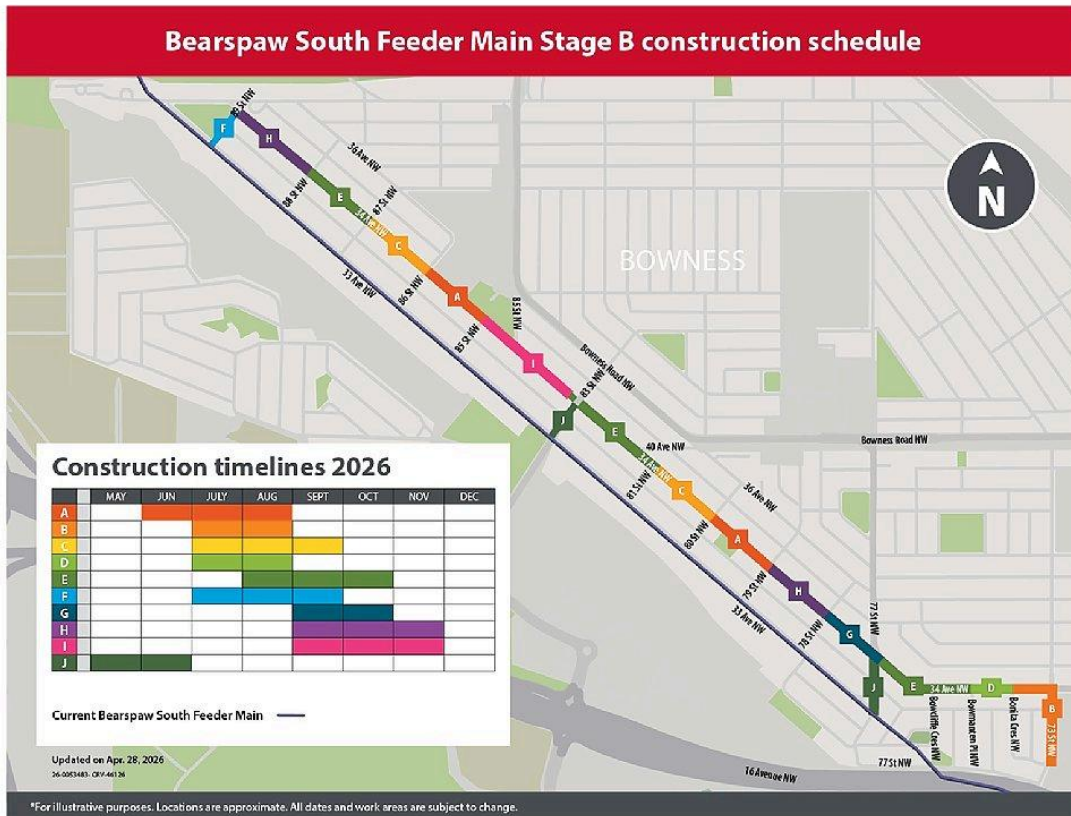 Bearspaw South Feeder Main Stage B construction schedule
89 St NW
F
H
36 Ave NW
88 St NW
E
87 St NW
34 Ave NW
C
N
BOWNESS
33 Ave NW
86 St NW
A
85 St NW
85 St NW
I
Bowness Road NW
83 St NW
J
E
40 Ave NW
Bowness Road NW
81 St NW
34 Ave NW
C
36 Ave NW
80 St NW
A
79 St NW
H
33 Ave NW
78 St NW
G
77 St NW
J
E
34 Ave NW
D
B
Bowcliffe Cres NW
Bowmanten Pl NW
Bonita Cres NW
73 St NW
77 St NW
16 Avenue NW
Construction timelines 2026
MAY JUN JULY AUG SEPT OCT NOV DEC
A
B
C
D
E
F
G
H
I
J
Current Bearspaw South Feeder Main
Updated on Apr. 28, 2026
*For illustrative purposes. Locations are approximate. All dates and work areas are subject to change.